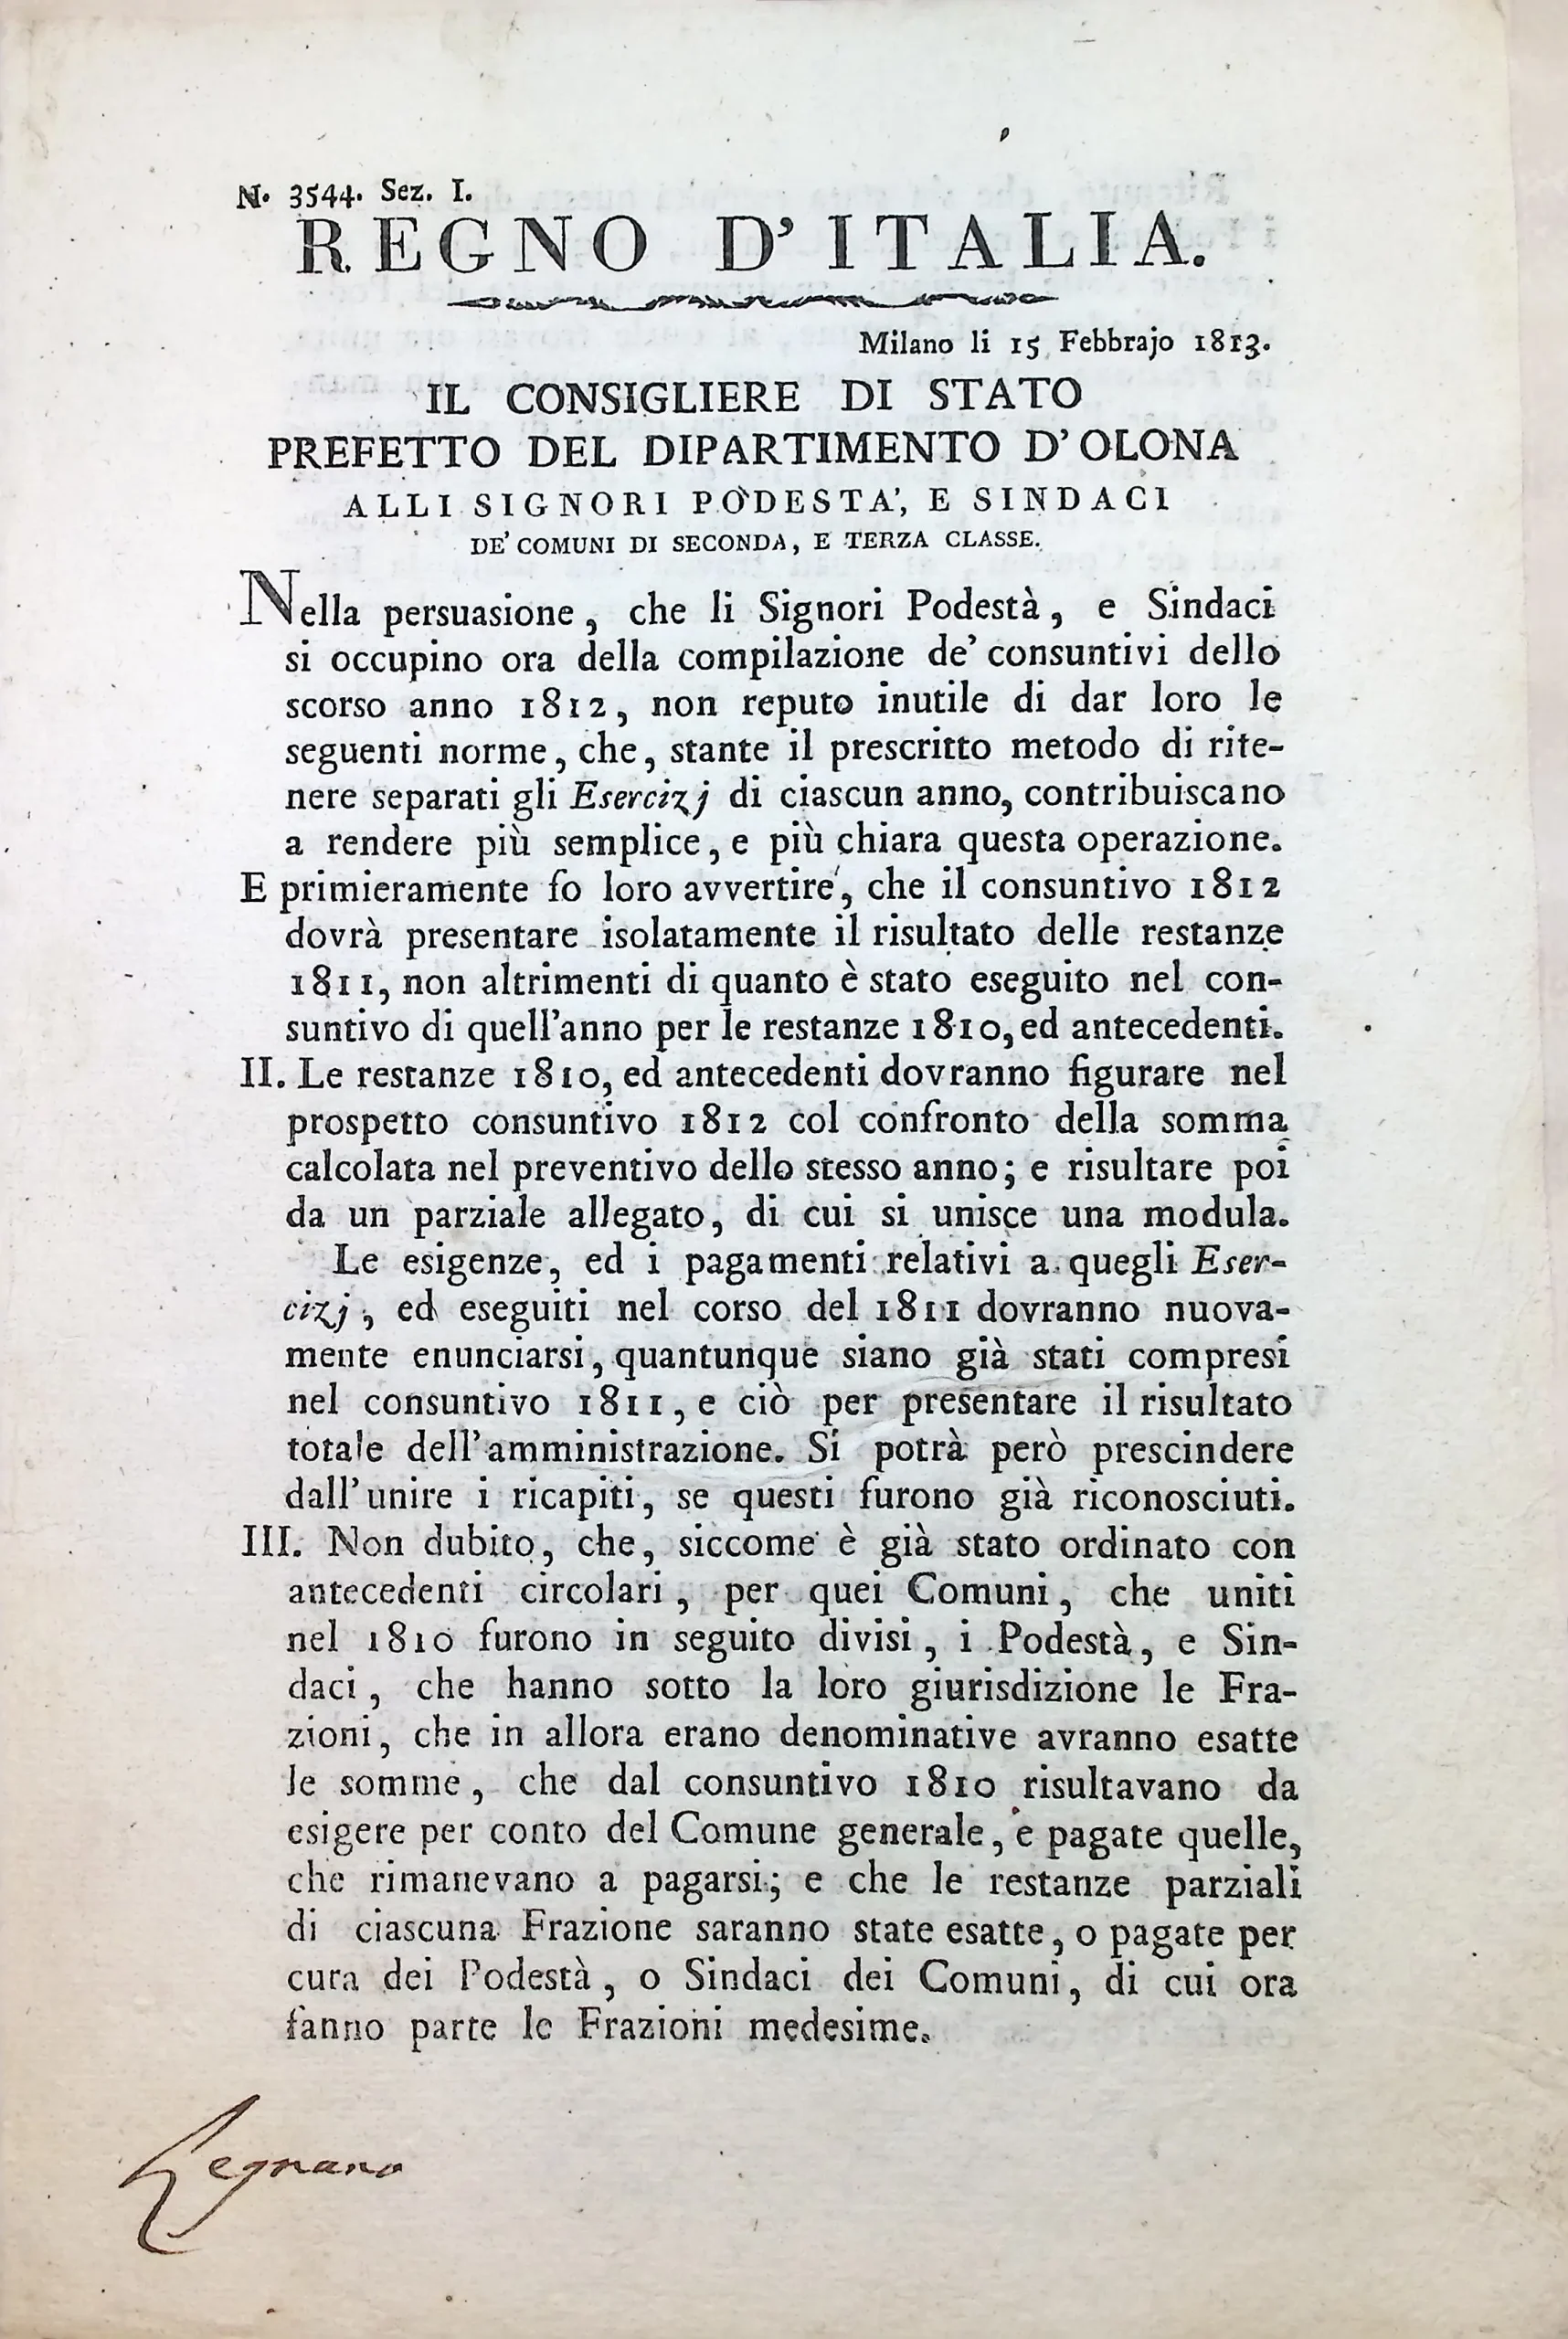 N. 3544. Sez. I.
REGNO D'ITALIA.
Milano li 15 Febbrajo 1813.
IL CONSIGLIERE DI STATO
PREFETTO DEL DIPARTIMENTO D'OLONA
ALLI SIGNORI PODESTA', E SINDACI
DE' COMUNI DI SECONDA, E TERZA CLASSE.
Nella persuasione, che li Signori Podestà, e Sindaci
si occupino ora della compilazione de' consuntivi dello
scorso anno 1812, non reputo inutile di dar loro le
seguenti norme, che, stante il prescritto metodo di rite-
nere separati gli Esercizj di ciascun anno, contribuiscano
a rendere più semplice, e più chiara questa operazione.
E primieramente fo loro avvertire, che il consuntivo 1812
dovrà presentare isolatamente il risultato delle restanze
1811, non altrimenti di quanto è stato eseguito nel con-
suntivo di quell'anno per le restanze 1810, ed antecedenti.
II. Le restanze 1810, ed antecedenti dovranno figurare nel
prospetto consuntivo 1812 col confronto della somma
calcolata nel preventivo dello stesso anno; e risultare poi
da un parziale allegato, di cui si unisce una modula.
Le esigenze, ed i pagamenti relativi a quegli Eser-
cizj, ed eseguiti nel corso del 1811 dovranno nuova-
mente enunciarsi, quantunque siano già stati compresi
nel consuntivo 1811, e ciò per presentare il risultato
totale dell'amministrazione. Si potrà però prescindere
dall'unire i ricapiti, se questi furono già riconosciuti.
III. Non dubito, che, siccome è già stato ordinato con
antecedenti circolari, per quei Comuni, che uniti
nel 1810 furono in seguito divisi, i Podestà, e Sin-
daci, che hanno sotto la loro giurisdizione le Fra-
zioni, che in allora erano denominative avranno esatte
le somme, che dal consuntivo 1810 risultavano da
esigere per conto del Comune generale, e pagate quelle,
che rimanevano a pagarsi; e che le restanze parziali
di ciascuna Frazione saranno state esatte, o pagate per
cura dei Podestà, o Sindaci dei Comuni, di cui ora
fanno parte le Frazioni medesime.
Legnano